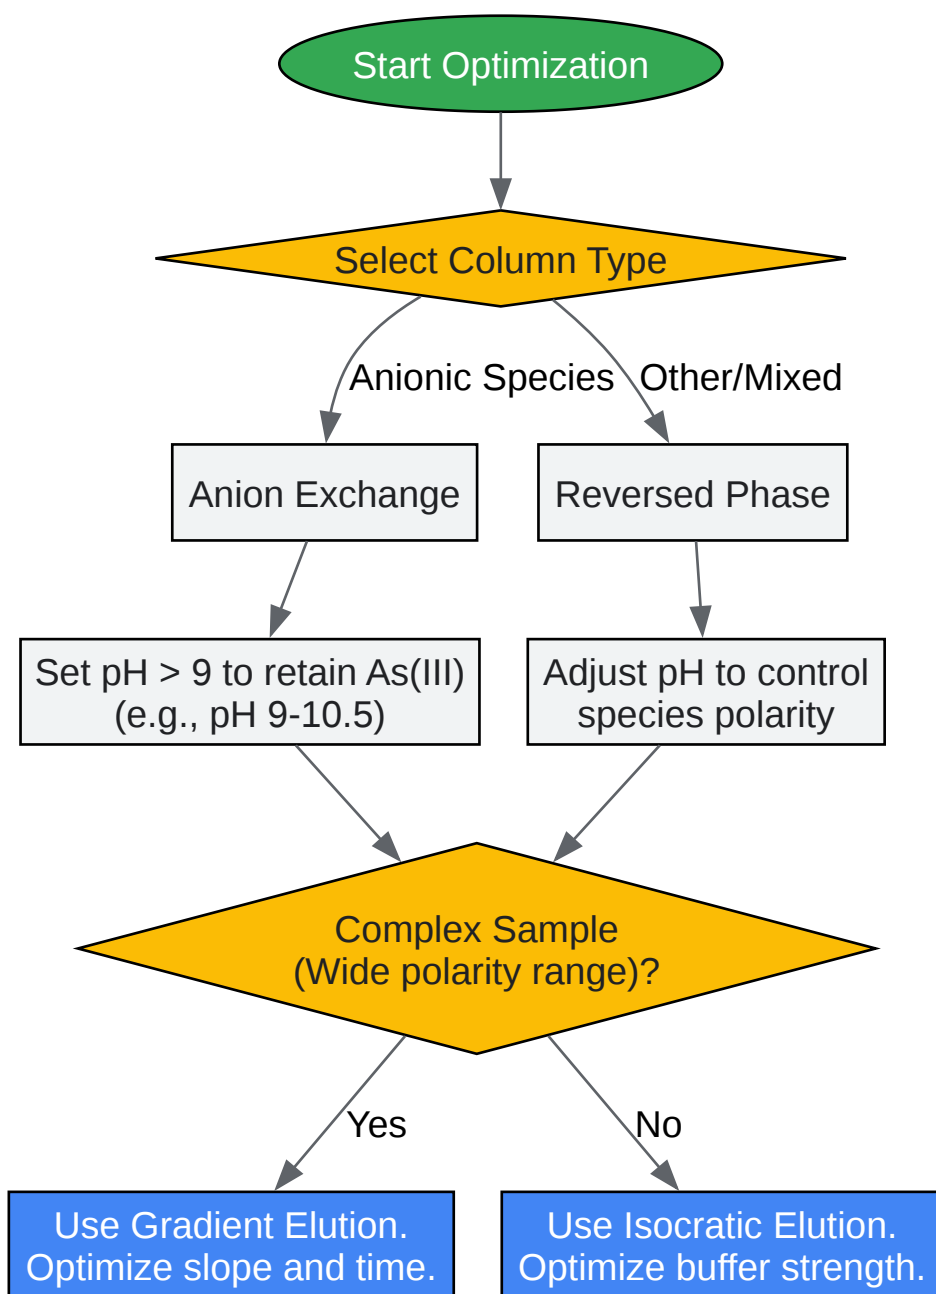 Start Optimization
Select Column Type
Anionic Species
Other/Mixed
Anion Exchange
Reversed Phase
Set pH > 9 to retain As(III)
(e.g., pH 9-10.5)
Adjust pH to control
species polarity
Complex Sample
(Wide polarity range)?
Yes
No
Use Gradient Elution.
Optimize slope and time.
Use Isocratic Elution.
Optimize buffer strength.